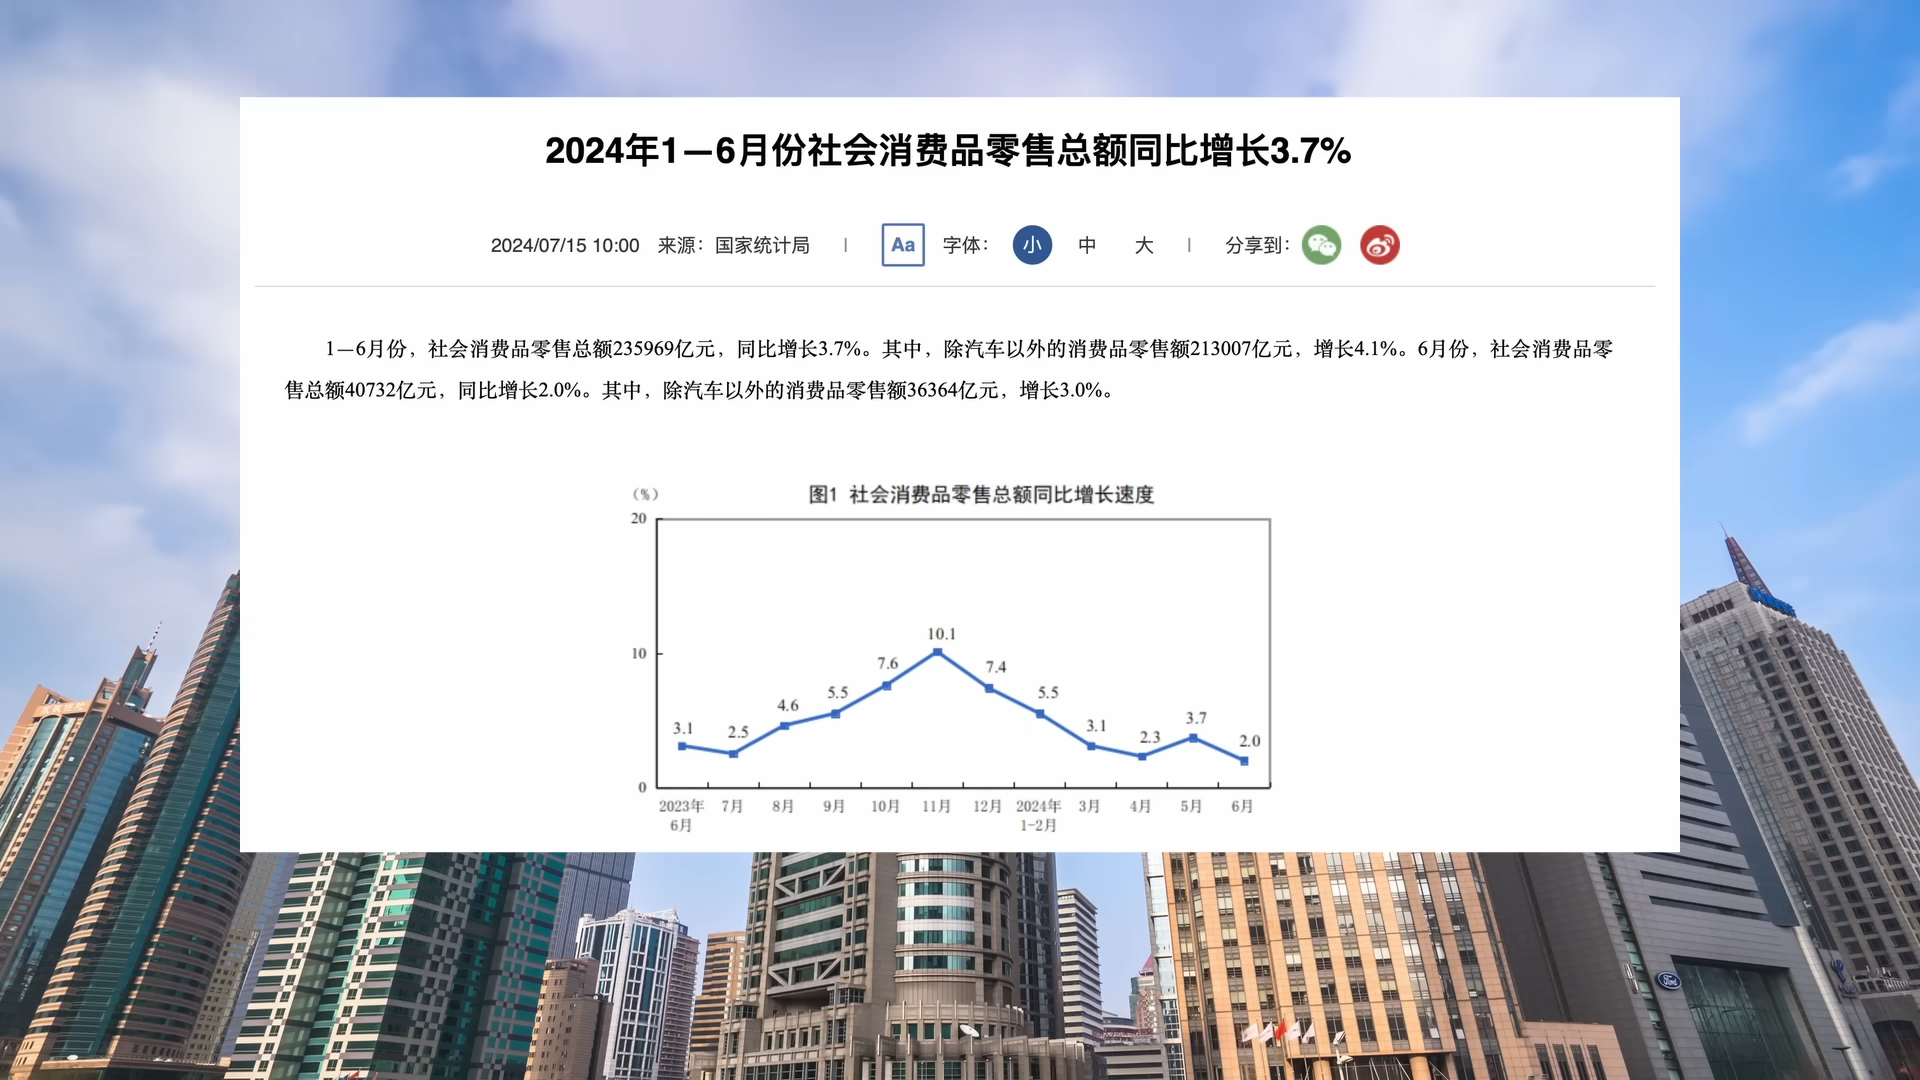 2024年1—6月份社会消费品零售总额同比增长3.7%
2024/07/15 10:00 来源：国家统计局 | Aa 字体： 小 中 大 | 分享到：
1—6月份，社会消费品零售总额235969亿元，同比增长3.7%。其中，除汽车以外的消费品零售额213007亿元，增长4.1%。6月份，社会消费品零
售总额40732亿元，同比增长2.0%。其中，除汽车以外的消费品零售额36364亿元，增长3.0%。
（%） 图1 社会消费品零售总额同比增长速度
20
10.1
10
7.6
7.4
5.5
5.5
4.6
3.1
2.5
3.1
2.3
3.7
2.0
0
2023年 7月 8月 9月 10月 11月 12月 2024年 3月 4月 5月 6月
6月 1-2月
Ford